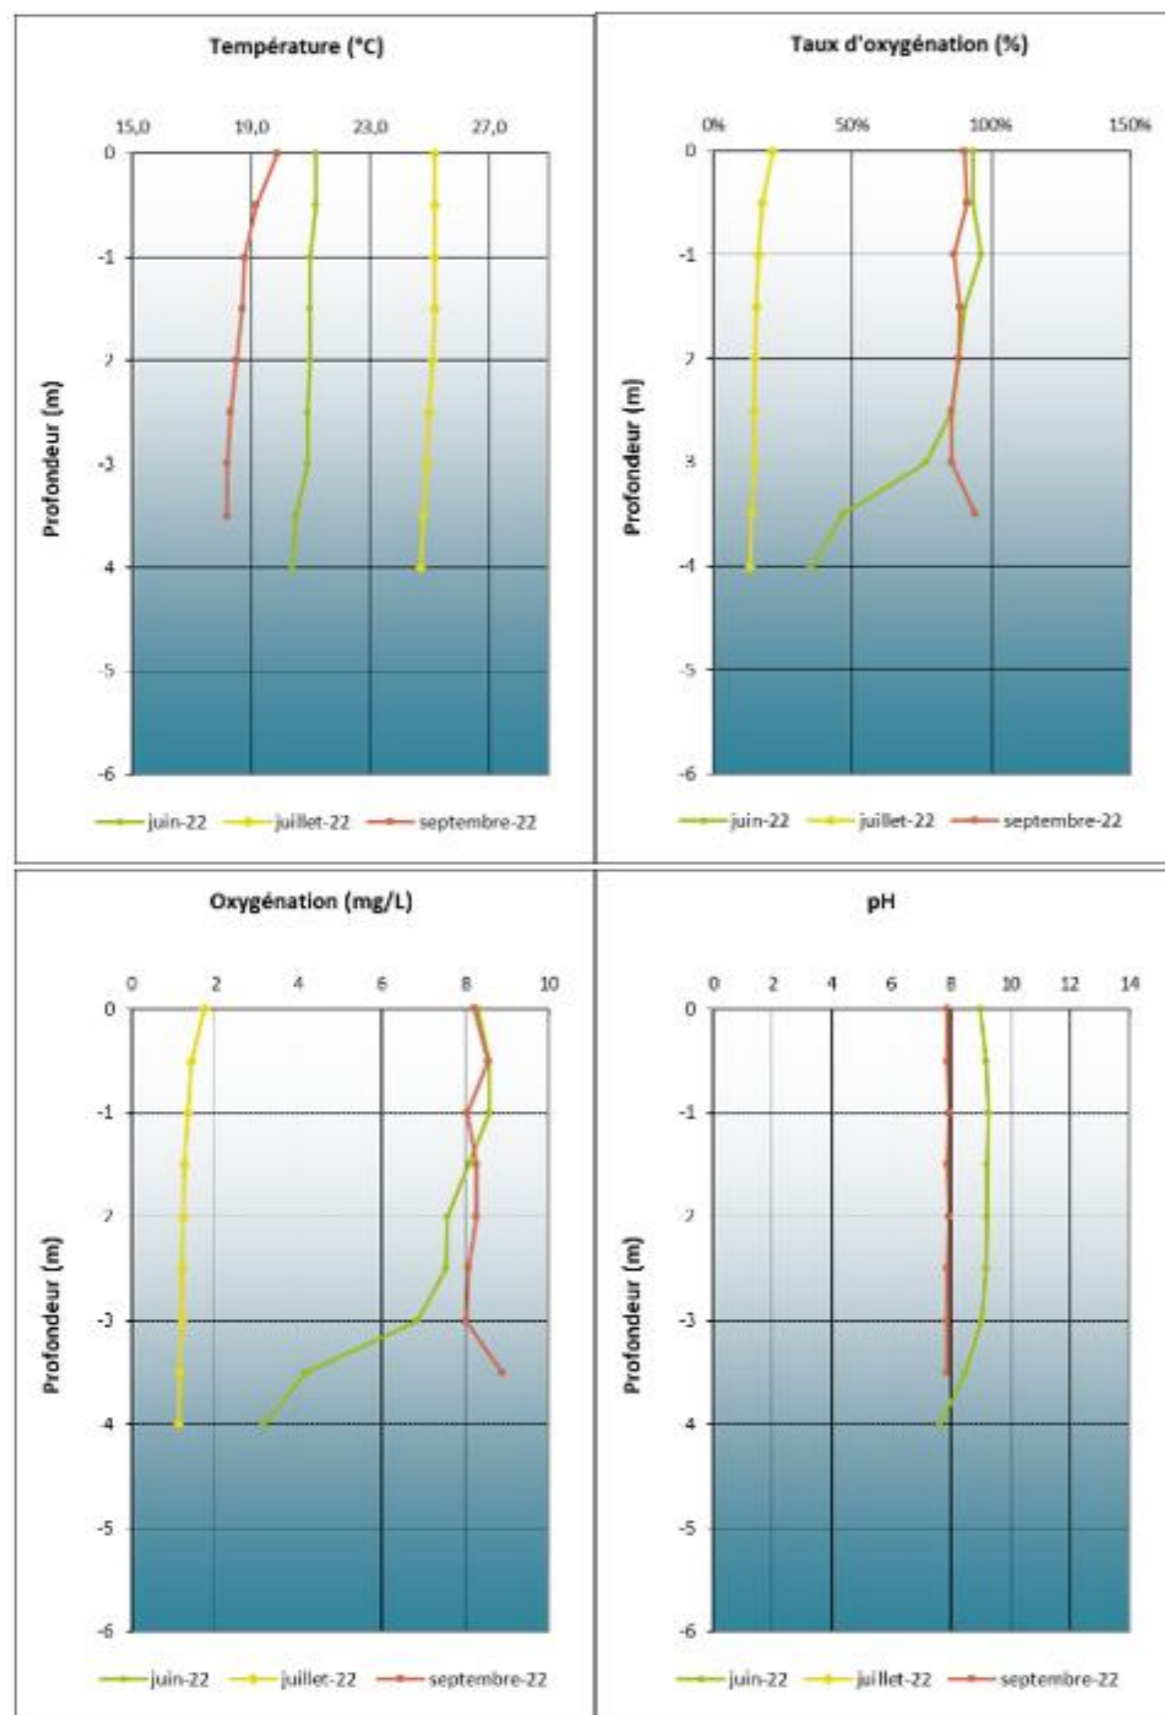 Température (°C)
15,0 19,0 23,0 27,0
0
-1
2
-3
4
-5
-6
Profondeur (m)
juin-22 juillet-22 septembre-22
Taux d'oxygénation (%)
0% 50% 100% 150%
0
-1
2
3
-4
-5
-6
Profondeur (m)
juin-22 juillet-22 septembre-22
Oxygénation (mg/L)
0 2 4 6 8 10
0
-1
2
-3
-4
-5
-6
Profondeur (m)
juin-22 juillet-22 septembre-22
pH
0 2 4 6 8 10 12 14
0
-1
2
-3
-4
-5
-6
Profondeur (m)
juin-22 juillet-22 septembre-22